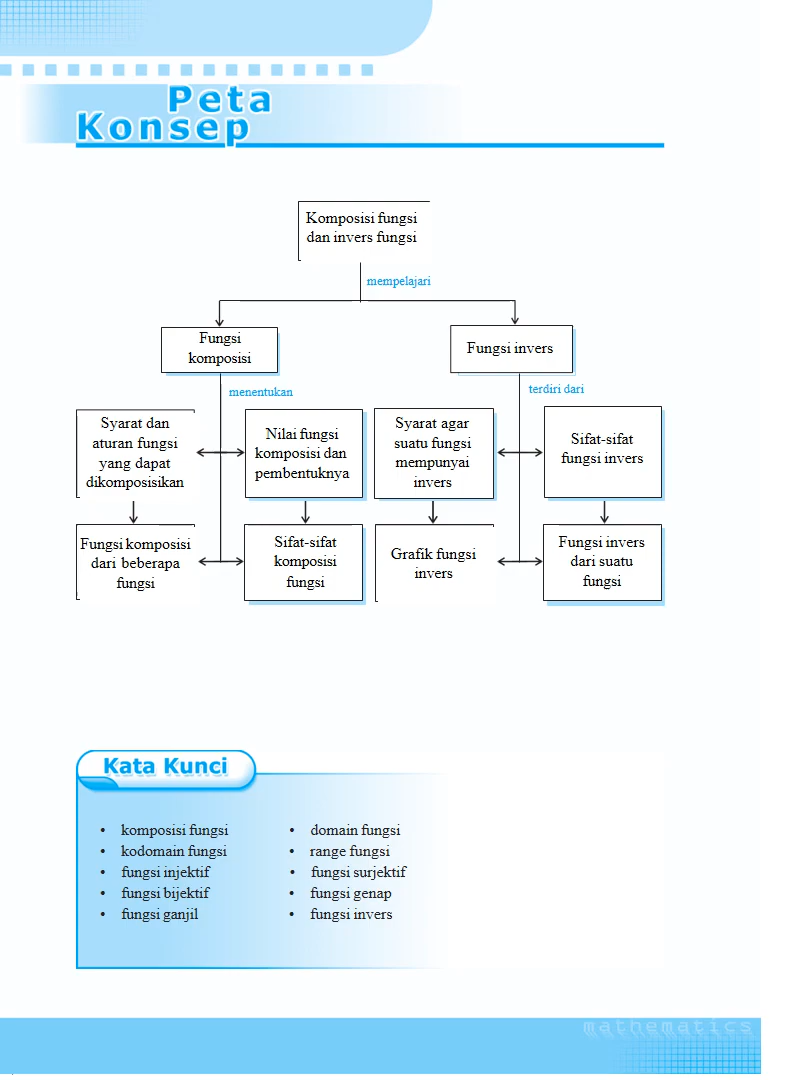 Peta
Konsep
Komposisi fungsi
dan invers fungsi
mempelajari
Fungsi
komposisi
Fungsi invers
menentukan
terdiri dari
Syarat dan
aturan fungsi
yang dapat
dikomposisikan
Nilai fungsi
komposisi dan
pembentuknya
Syarat agar
suatu fungsi
mempunyai
invers
Sifat-sifat
fungsi invers
Fungsi komposisi
dari beberapa
fungsi
Sifat-sifat
komposisi
fungsi
Grafik fungsi
invers
Fungsi invers
dari suatu
fungsi
Kata Kunci
• komposisi fungsi
• kodomain fungsi
• fungsi injektif
• fungsi bijektif
• fungsi ganjil
• domain fungsi
• range fungsi
• fungsi surjektif
• fungsi genap
• fungsi invers
mathematics